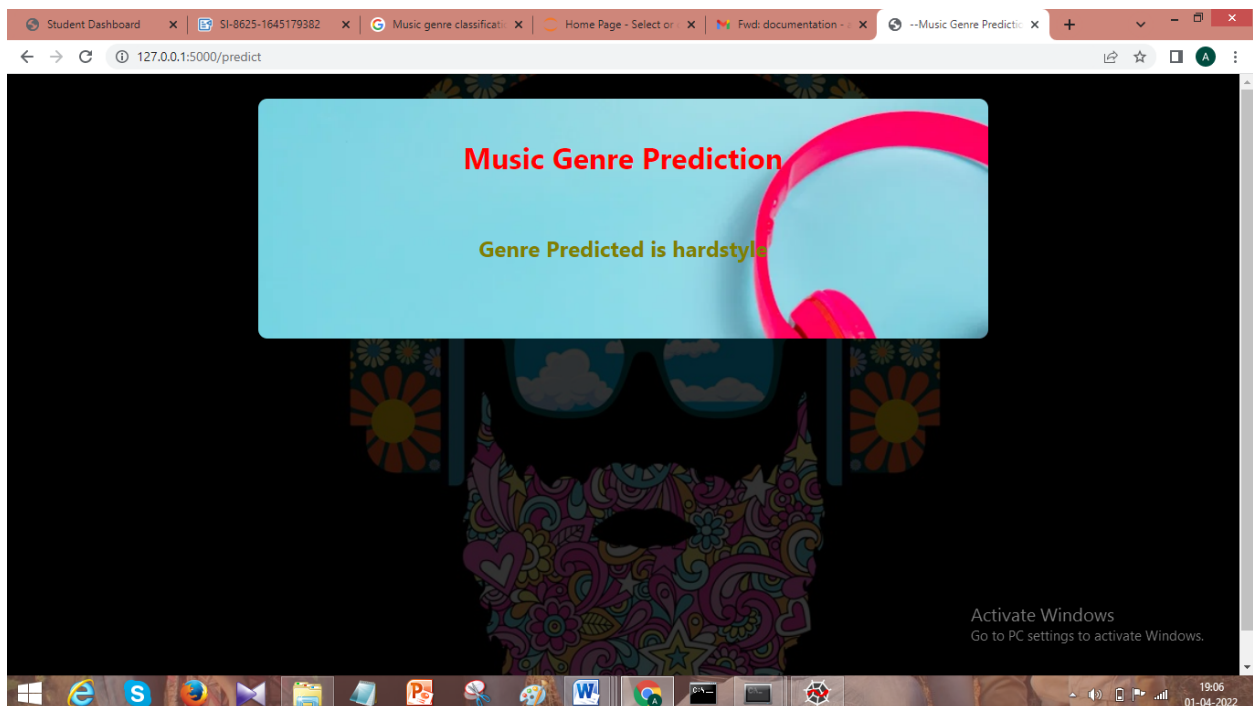 Student Dashboard
SI-8625-1645179382
Music genre classificatio
Home Page - Select or
Fwd: documentation -
--Music Genre Predictio
127.0.0.1:5000/predict
A
Music Genre Prediction
Genre Predicted is hardstyle
Activate Windows
Go to PC settings to activate Windows.
19:06
01-04-2022